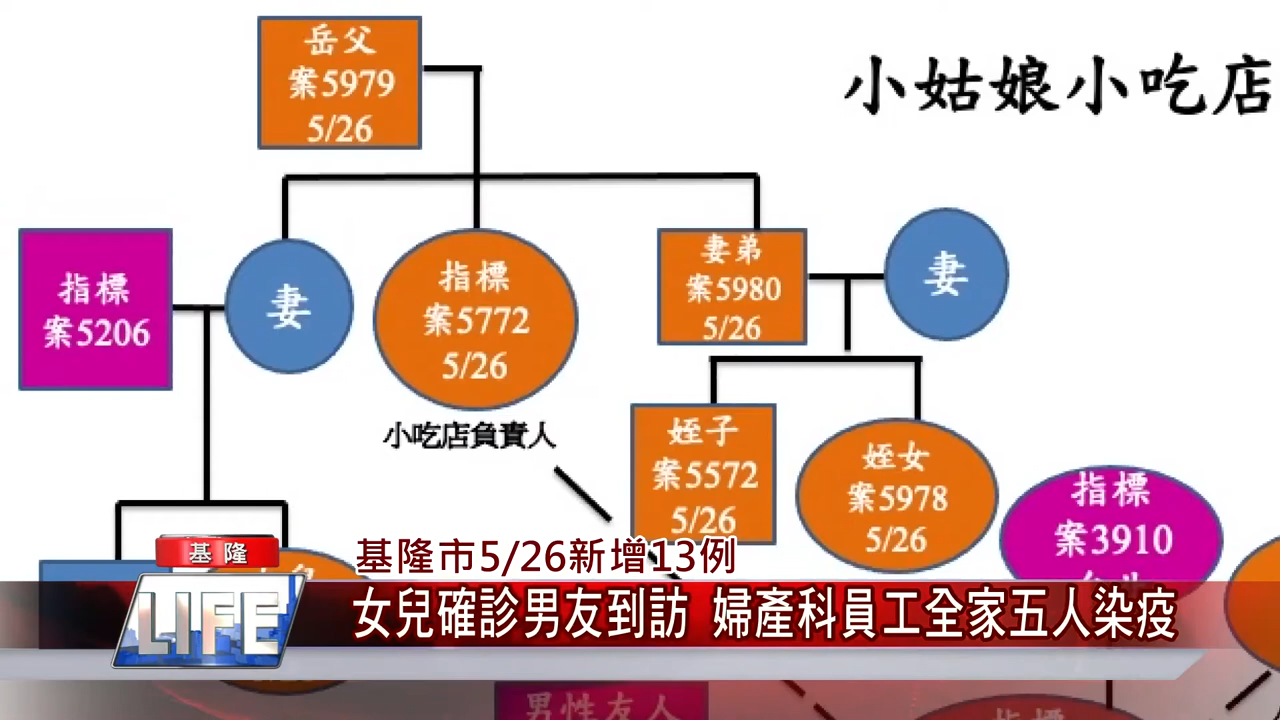 岳父
案5979
5/26
小姑娘小吃店
指標
案5206
妻
指標
案5772
5/26
小吃店負責人
妻弟
案5980
5/26
妻
姪子
案5572
5/26
姪女
案5978
5/26
指標
案3910
基隆
LIFE
基隆市5/26新增13例
女兒確診男友到訪 婦產科員工全家五人染疫
男性友人
指標